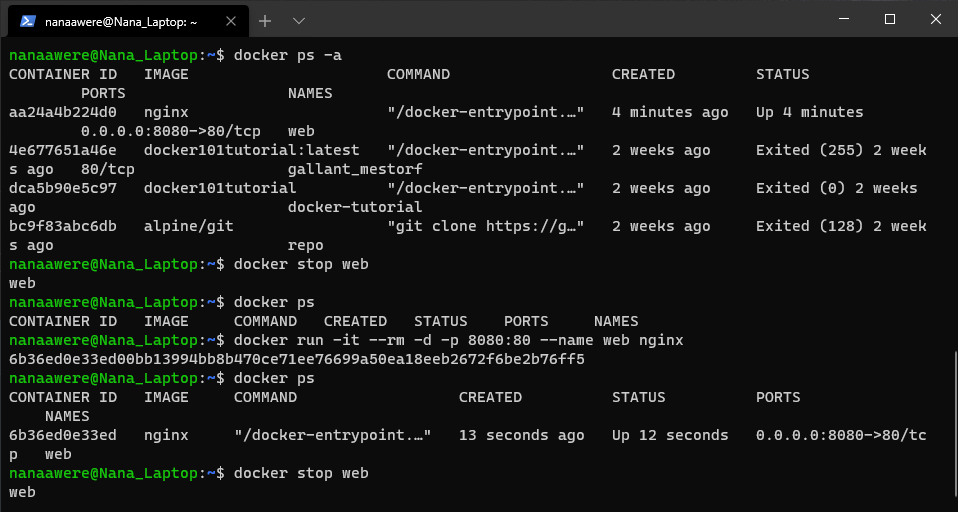 nanaawere@Nana_Laptop: ~
nanaawere@Nana_Laptop:~$ docker ps -a
CONTAINER ID   IMAGE                      COMMAND                  CREATED         STATUS
        PORTS                  NAMES
aa24a4b224d0   nginx                      "/docker-entrypoint.…"   4 minutes ago   Up 4 minutes
        0.0.0.0:8080->80/tcp   web
4e677651a46e   docker101tutorial:latest   "/docker-entrypoint.…"   2 weeks ago     Exited (255) 2 week
s ago   80/tcp                 gallant_mestorf
dca5b90e5c97   docker101tutorial          "/docker-entrypoint.…"   2 weeks ago     Exited (0) 2 weeks
ago                            docker-tutorial
bc9f83abc6db   alpine/git                 "git clone https://g…"   2 weeks ago     Exited (128) 2 week
s ago                          repo
nanaawere@Nana_Laptop:~$ docker stop web
web
nanaawere@Nana_Laptop:~$ docker ps
CONTAINER ID   IMAGE     COMMAND   CREATED   STATUS    PORTS     NAMES
nanaawere@Nana_Laptop:~$ docker run -it --rm -d -p 8080:80 --name web nginx
6b36ed0e33ed00bb13994bb8b470ce71ee76699a50ea18eeb2672f6be2b76ff5
nanaawere@Nana_Laptop:~$ docker ps
CONTAINER ID   IMAGE     COMMAND                  CREATED          STATUS          PORTS
    NAMES
6b36ed0e33ed   nginx     "/docker-entrypoint.…"   13 seconds ago   Up 12 seconds   0.0.0.0:8080->80/tc
p   web
nanaawere@Nana_Laptop:~$ docker stop web
web